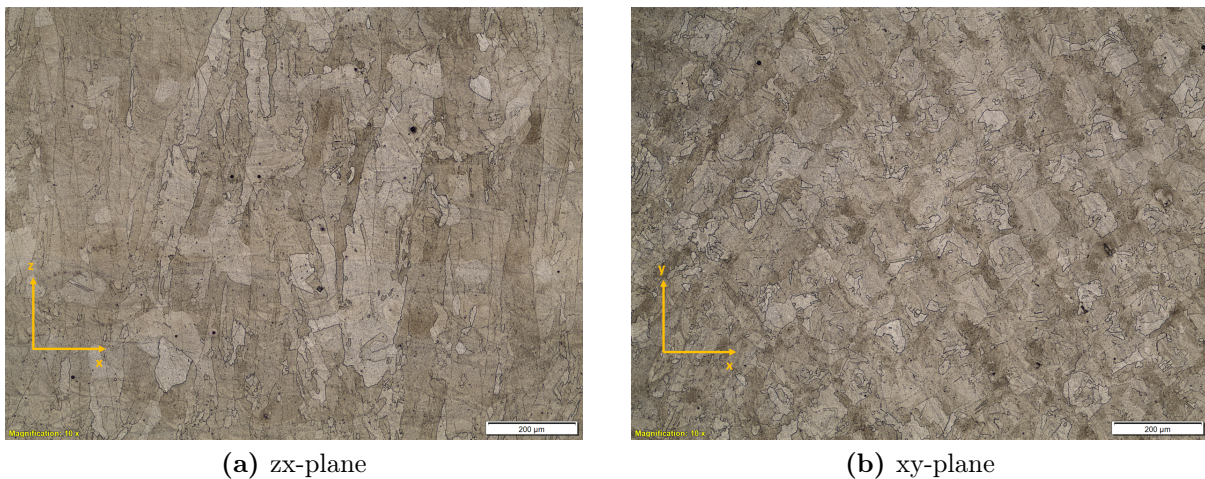 z
x
Magnification: 10 x
200 µm
(a) zx-plane
y
x
Magnification: 10 x
200 µm
(b) xy-plane